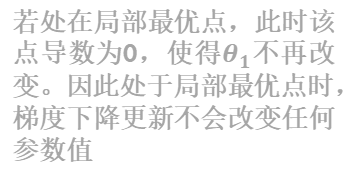 若处在局部最优点，此时该
点导数为0，使得θ₁不再改
变。因此处于局部最优点时，
梯度下降更新不会改变任何
参数值